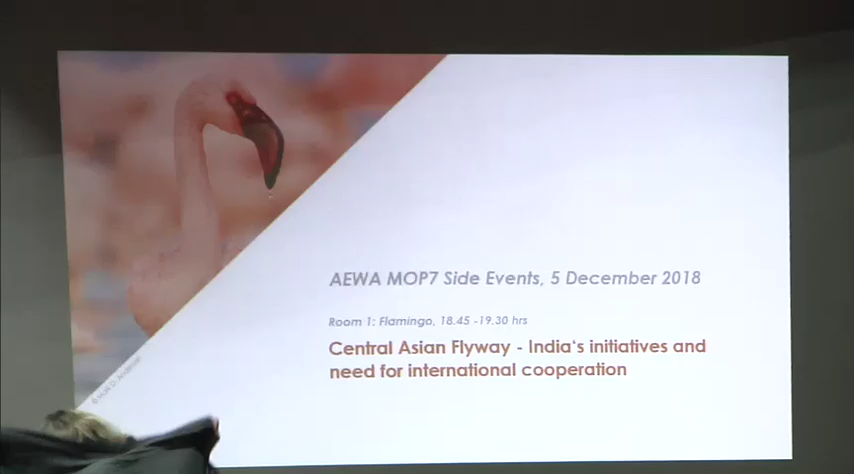 AEWA MOP7 Side Events, 5 December 2018
Room 1: Flamingo, 18.45 -19.30 hrs
Central Asian Flyway - India's initiatives and
need for international cooperation